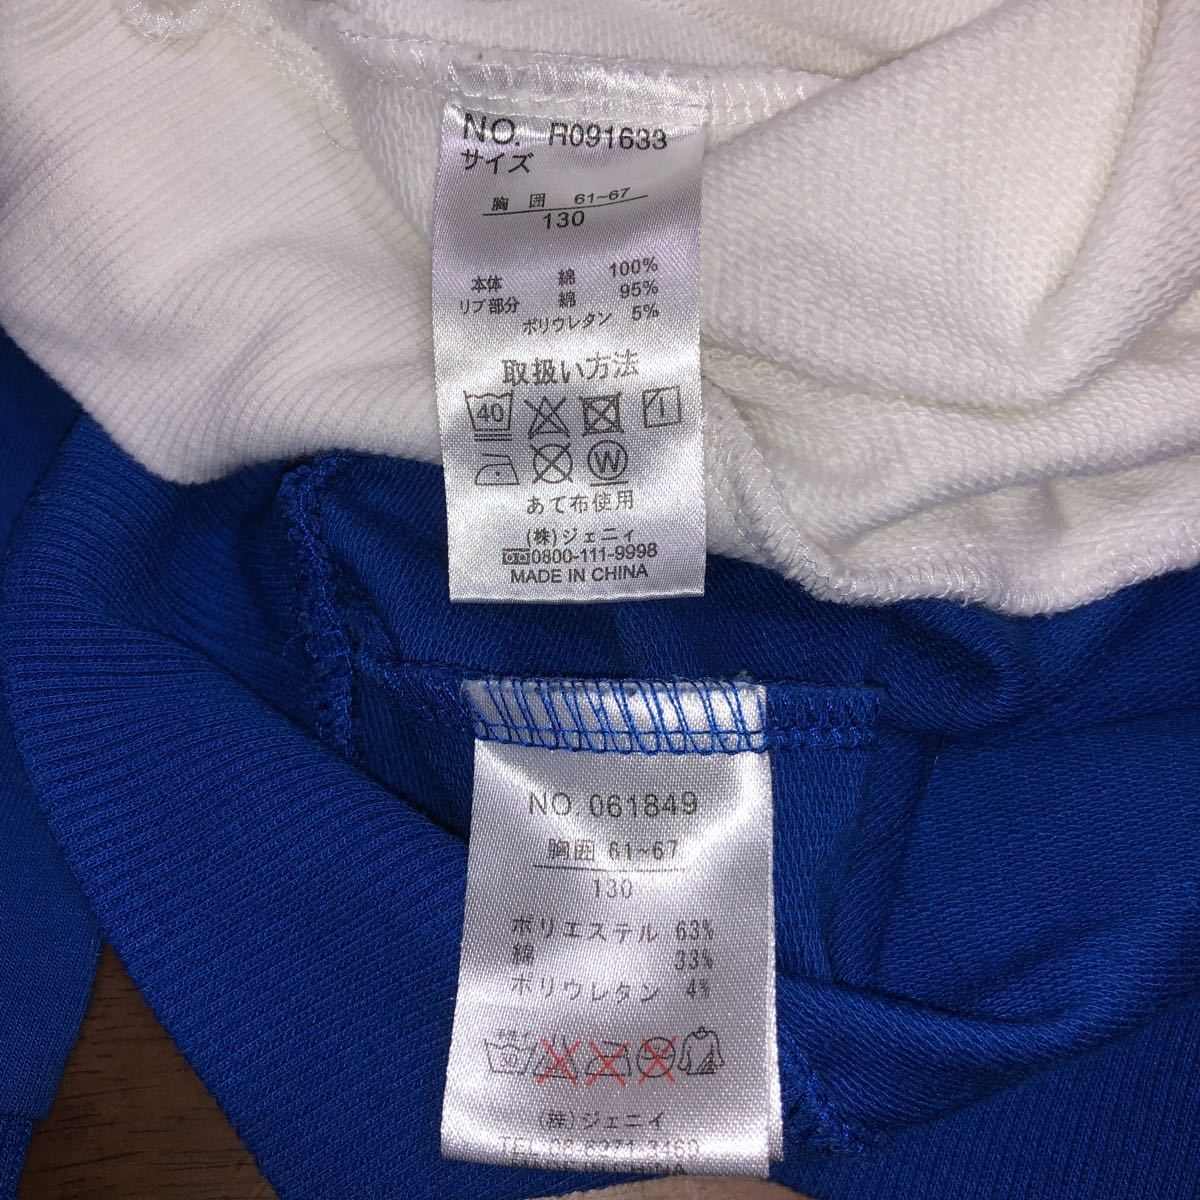 NO. R091633
サイズ
胸 囲 61~67
130
本体 綿 100%
リブ部分 綿 95%
ポリウレタン 5%
取扱い方法
40
W
あて布使用
(株)ジェニィ
0800-111-9998
MADE IN CHINA
NO. 061849
胸囲 61~67
130
ポリエステル 63%
綿 33%
ポリウレタン 4%
(株)ジェニイ
TEL
CHINA